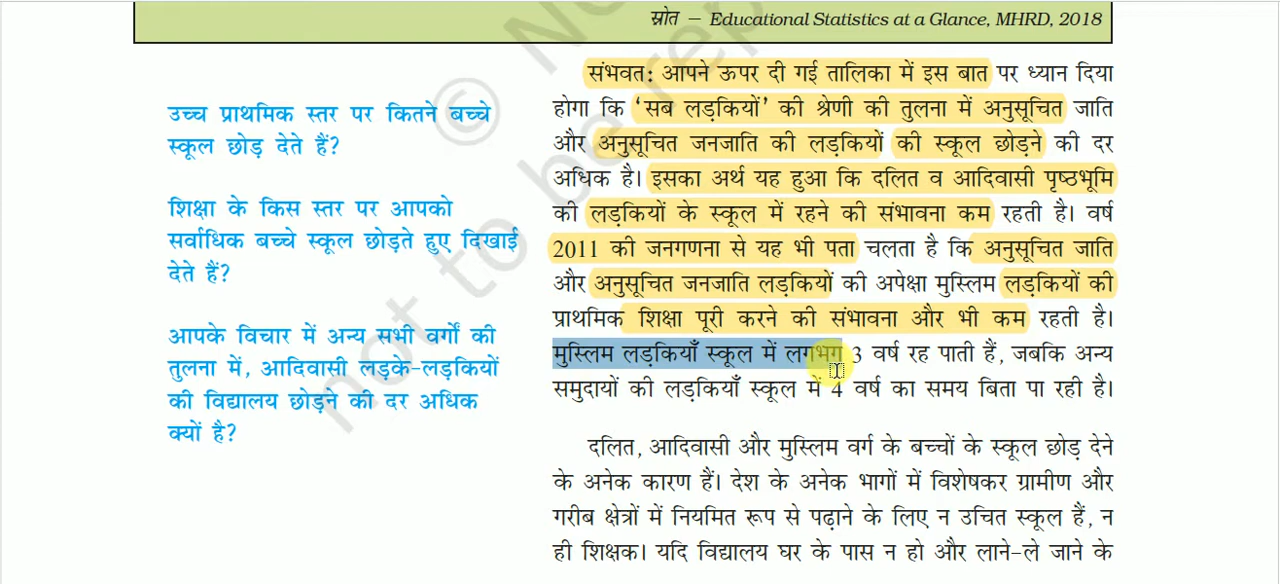 स्रोत – Educational Statistics at a Glance, MHRD, 2018
उच्च प्राथमिक स्तर पर कितने बच्चे
स्कूल छोड़ देते हैं?
शिक्षा के किस स्तर पर आपको
सर्वाधिक बच्चे स्कूल छोड़ते हुए दिखाई
देते हैं?
आपके विचार में अन्य सभी वर्गों की
तुलना में, आदिवासी लड़के-लड़कियों
की विद्यालय छोड़ने की दर अधिक
क्यों है?
संभवत: आपने ऊपर दी गई तालिका में इस बात पर ध्यान दिया
होगा कि ‘सब लड़कियों’ की श्रेणी की तुलना में अनुसूचित जाति
और अनुसूचित जनजाति की लड़कियों की स्कूल छोड़ने की दर
अधिक है। इसका अर्थ यह हुआ कि दलित व आदिवासी पृष्ठभूमि
की लड़कियों के स्कूल में रहने की संभावना कम रहती है। वर्ष
2011 की जनगणना से यह भी पता चलता है कि अनुसूचित जाति
और अनुसूचित जनजाति लड़कियों की अपेक्षा मुस्लिम लड़कियों की
प्राथमिक शिक्षा पूरी करने की संभावना और भी कम रहती है।
मुस्लिम लड़कियाँ स्कूल में लगभग 3 वर्ष रह पाती हैं, जबकि अन्य
समुदायों की लड़कियाँ स्कूल में 4 वर्ष का समय बिता पा रही है।
दलित, आदिवासी और मुस्लिम वर्ग के बच्चों के स्कूल छोड़ देने
के अनेक कारण हैं। देश के अनेक भागों में विशेषकर ग्रामीण और
गरीब क्षेत्रों में नियमित रूप से पढ़ाने के लिए न उचित स्कूल हैं, न
ही शिक्षक। यदि विद्यालय घर के पास न हो और लाने-ले जाने के
© N
not to be rep